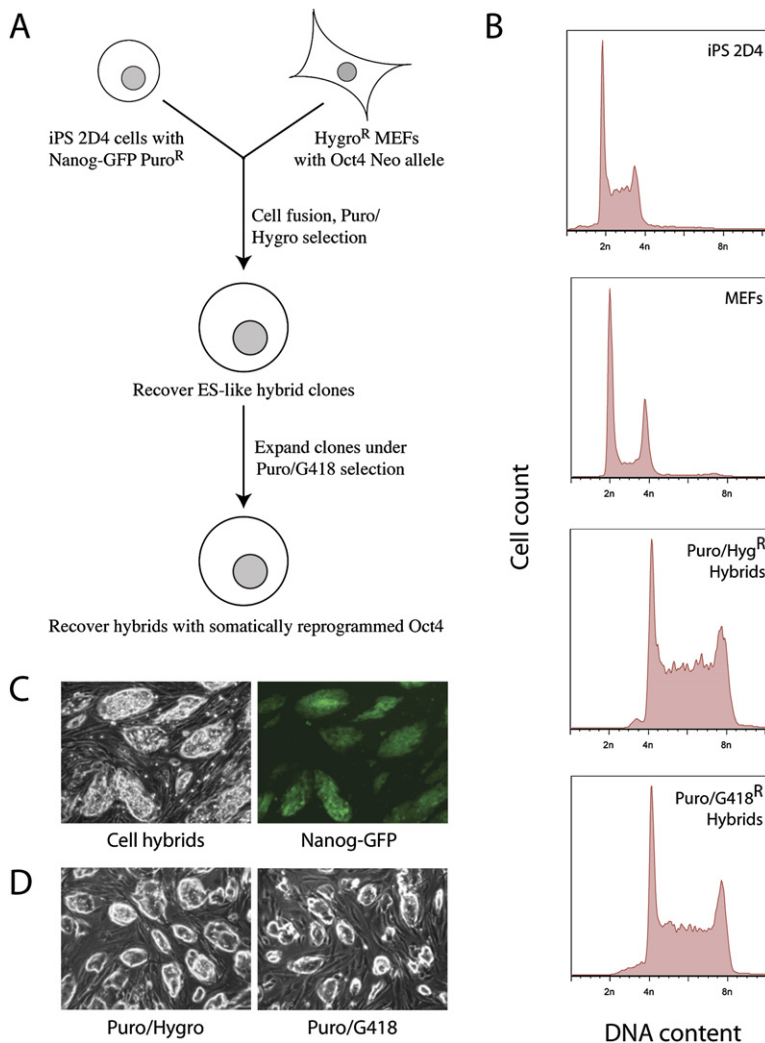 A
iPS 2D4 cells with
Nanog-GFP Puro^R
Hygro^R MEFs
with Oct4 Neo allele
Cell fusion, Puro/
Hygro selection
Recover ES-like hybrid clones
Expand clones under
Puro/G418 selection
Recover hybrids with somatically reprogrammed Oct4
B
iPS 2D4
2n 4n 8n
MEFs
2n 4n 8n
Puro/Hyg^R
Hybrids
2n 4n 8n
Puro/G418^R
Hybrids
2n 4n 8n
Cell count
DNA content
C
Cell hybrids
Nanog-GFP
D
Puro/Hygro
Puro/G418